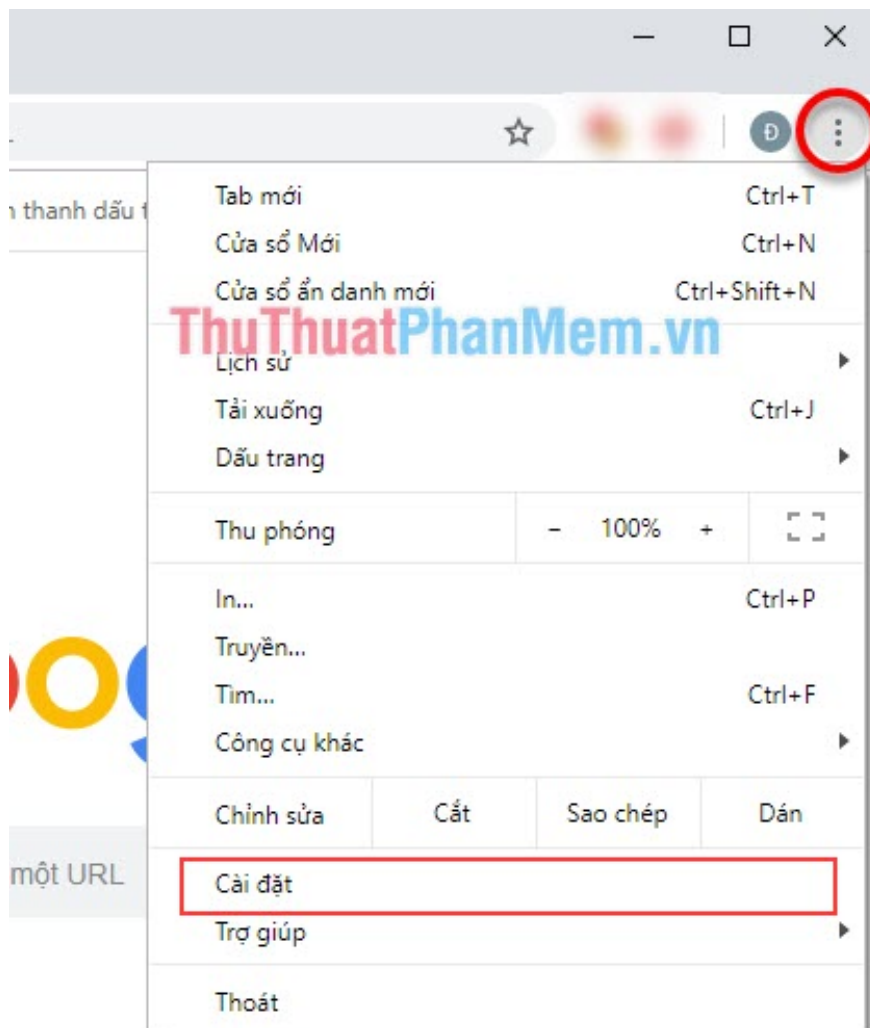 Đ
n thanh dấu t
Tab mới Ctrl+T
Cửa sổ Mới Ctrl+N
Cửa sổ ẩn danh mới Ctrl+Shift+N
ThuThuatPhanMem.vn
Lịch sử
Tải xuống Ctrl+J
Dấu trang
Thu phóng - 100% +
In... Ctrl+P
Truyền...
Tìm... Ctrl+F
Công cụ khác
Chỉnh sửa Cắt Sao chép Dán
một URL
Cài đặt
Trợ giúp
Thoát